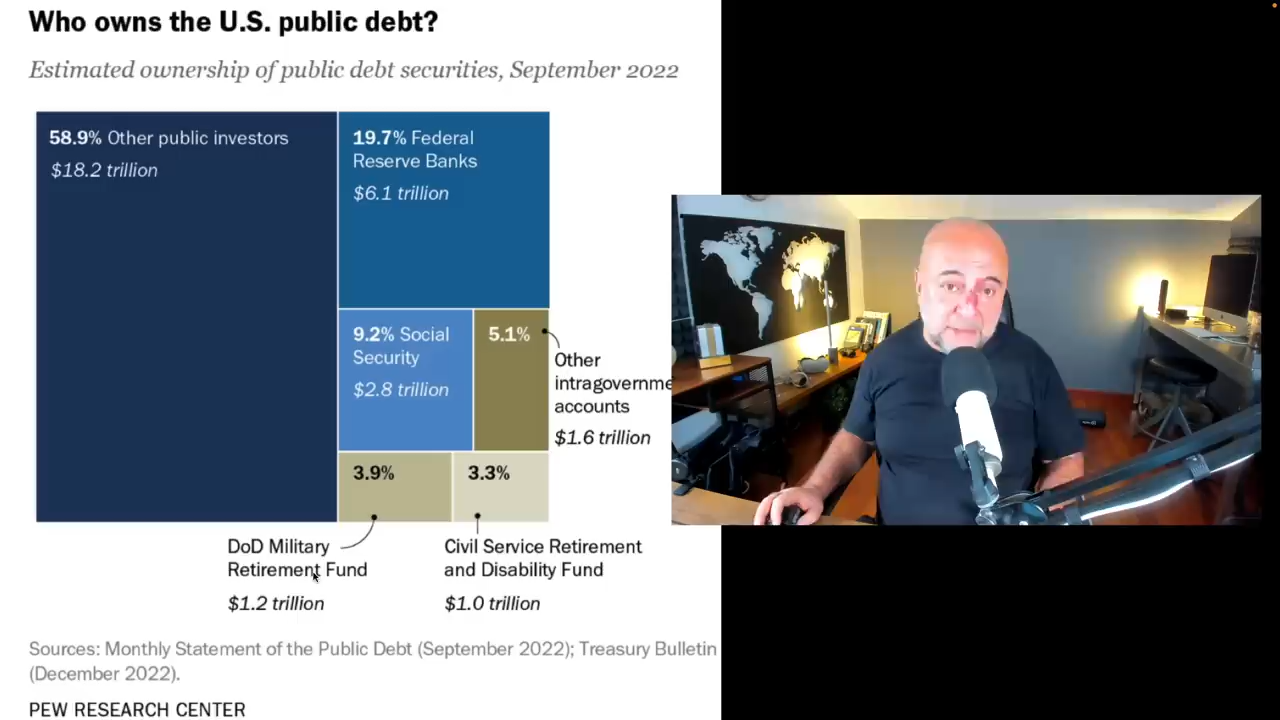 Who owns the U.S. public debt?
Estimated ownership of public debt securities, September 2022
58.9% Other public investors
$18.2 trillion
19.7% Federal
Reserve Banks
$6.1 trillion
9.2% Social
Security
$2.8 trillion
5.1%
Other
intragovernme
accounts
$1.6 trillion
3.9%
3.3%
DoD Military
Retirement Fund
$1.2 trillion
Civil Service Retirement
and Disability Fund
$1.0 trillion
Sources: Monthly Statement of the Public Debt (September 2022); Treasury Bulletin
(December 2022).
PEW RESEARCH CENTER